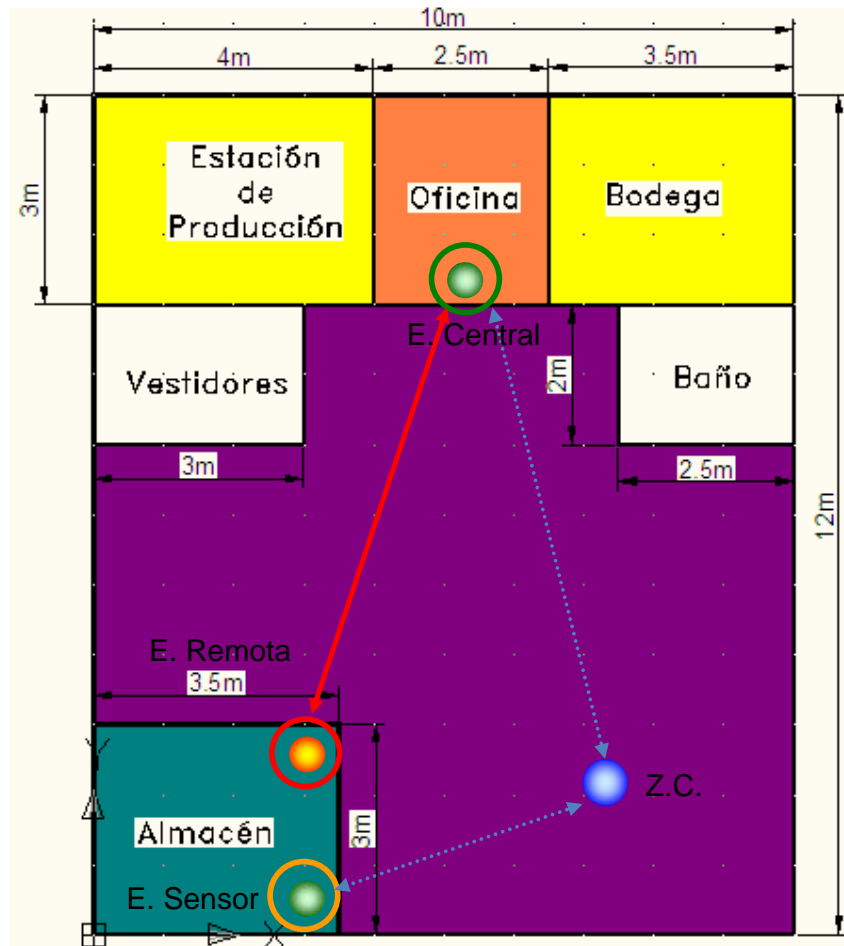 10m
4m
2.5m
3.5m
3m
Estación
de
Producción
Oficina
Bodega
E. Central
Vestidores
2m
Baño
3m
2.5m
12m
E. Remota
3.5m
Z.C.
Almacén
3m
E. Sensor
Y
X